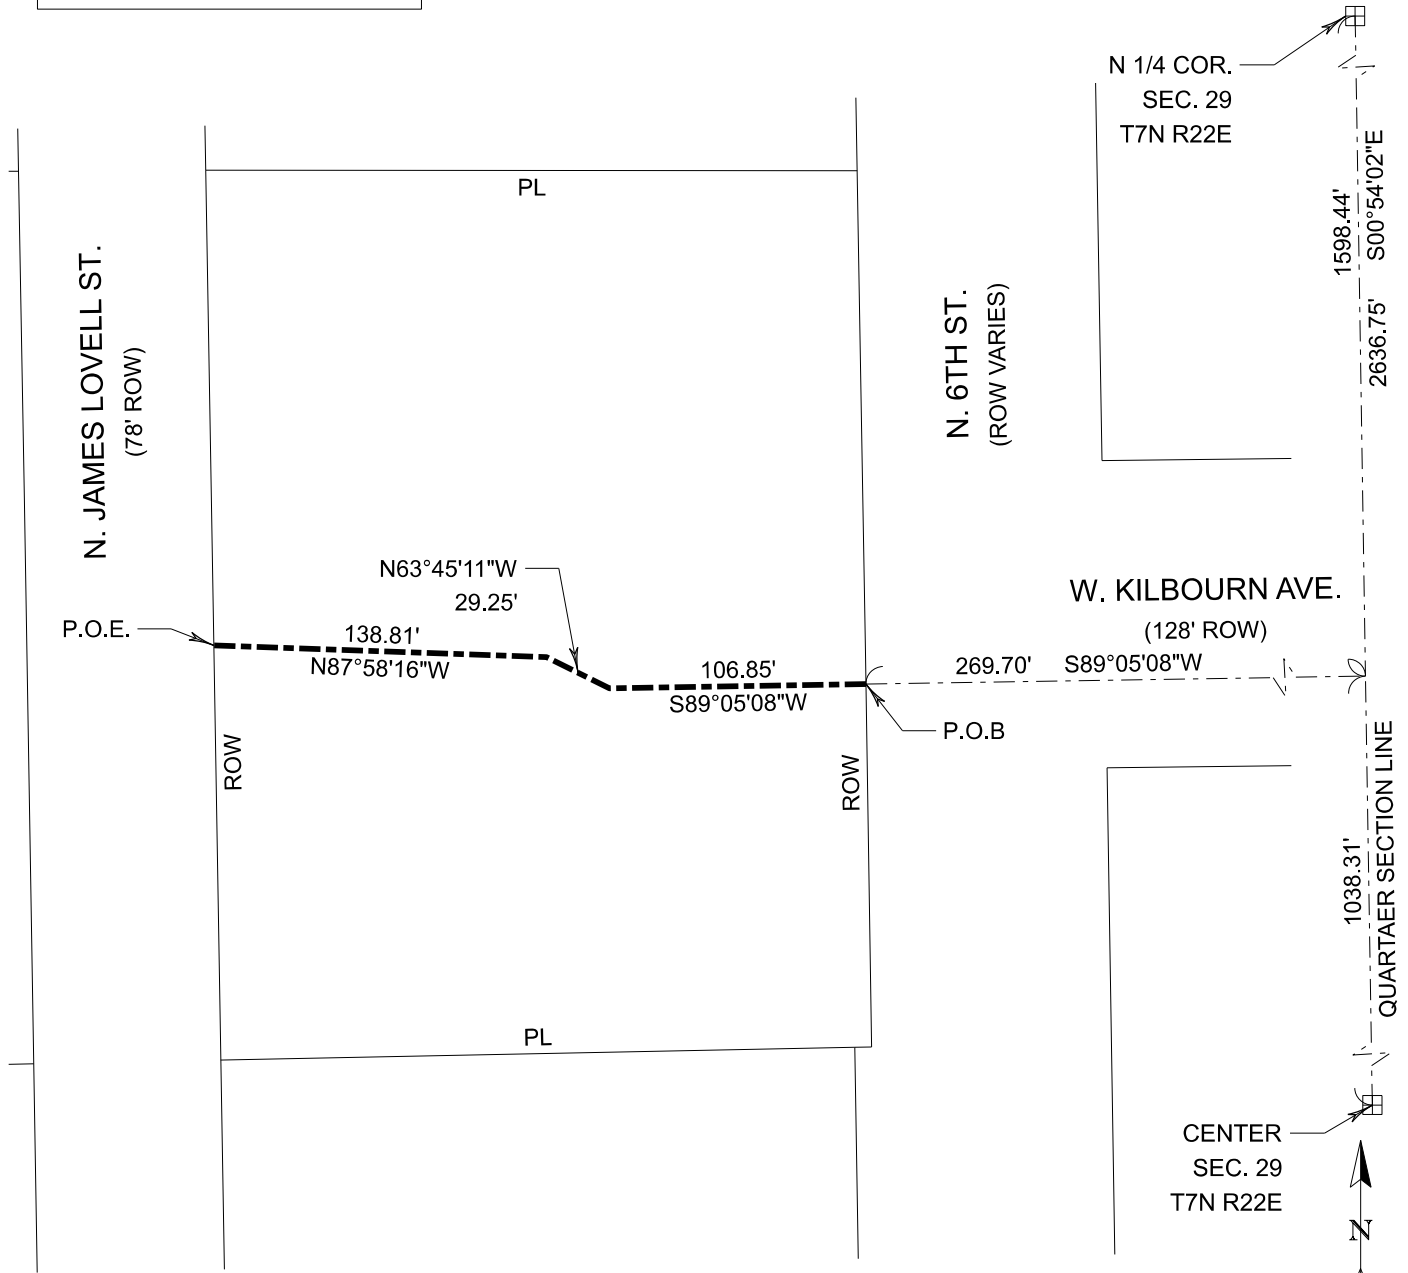 N 1/4 COR.
SEC. 29
T7N R22E
1598.44'
S00°54'02"E
2636.75'
PL
N. JAMES LOVELL ST.
(78' ROW)
N. 6TH ST.
(ROW VARIES)
N63°45'11"W
29.25'
W. KILBOURN AVE.
(128' ROW)
P.O.E.
138.81'
N87°58'16"W
106.85'
S89°05'08"W
269.70'
S89°05'08"W
P.O.B
ROW
ROW
1038.31'
QUARTAER SECTION LINE
PL
CENTER
SEC. 29
T7N R22E
N